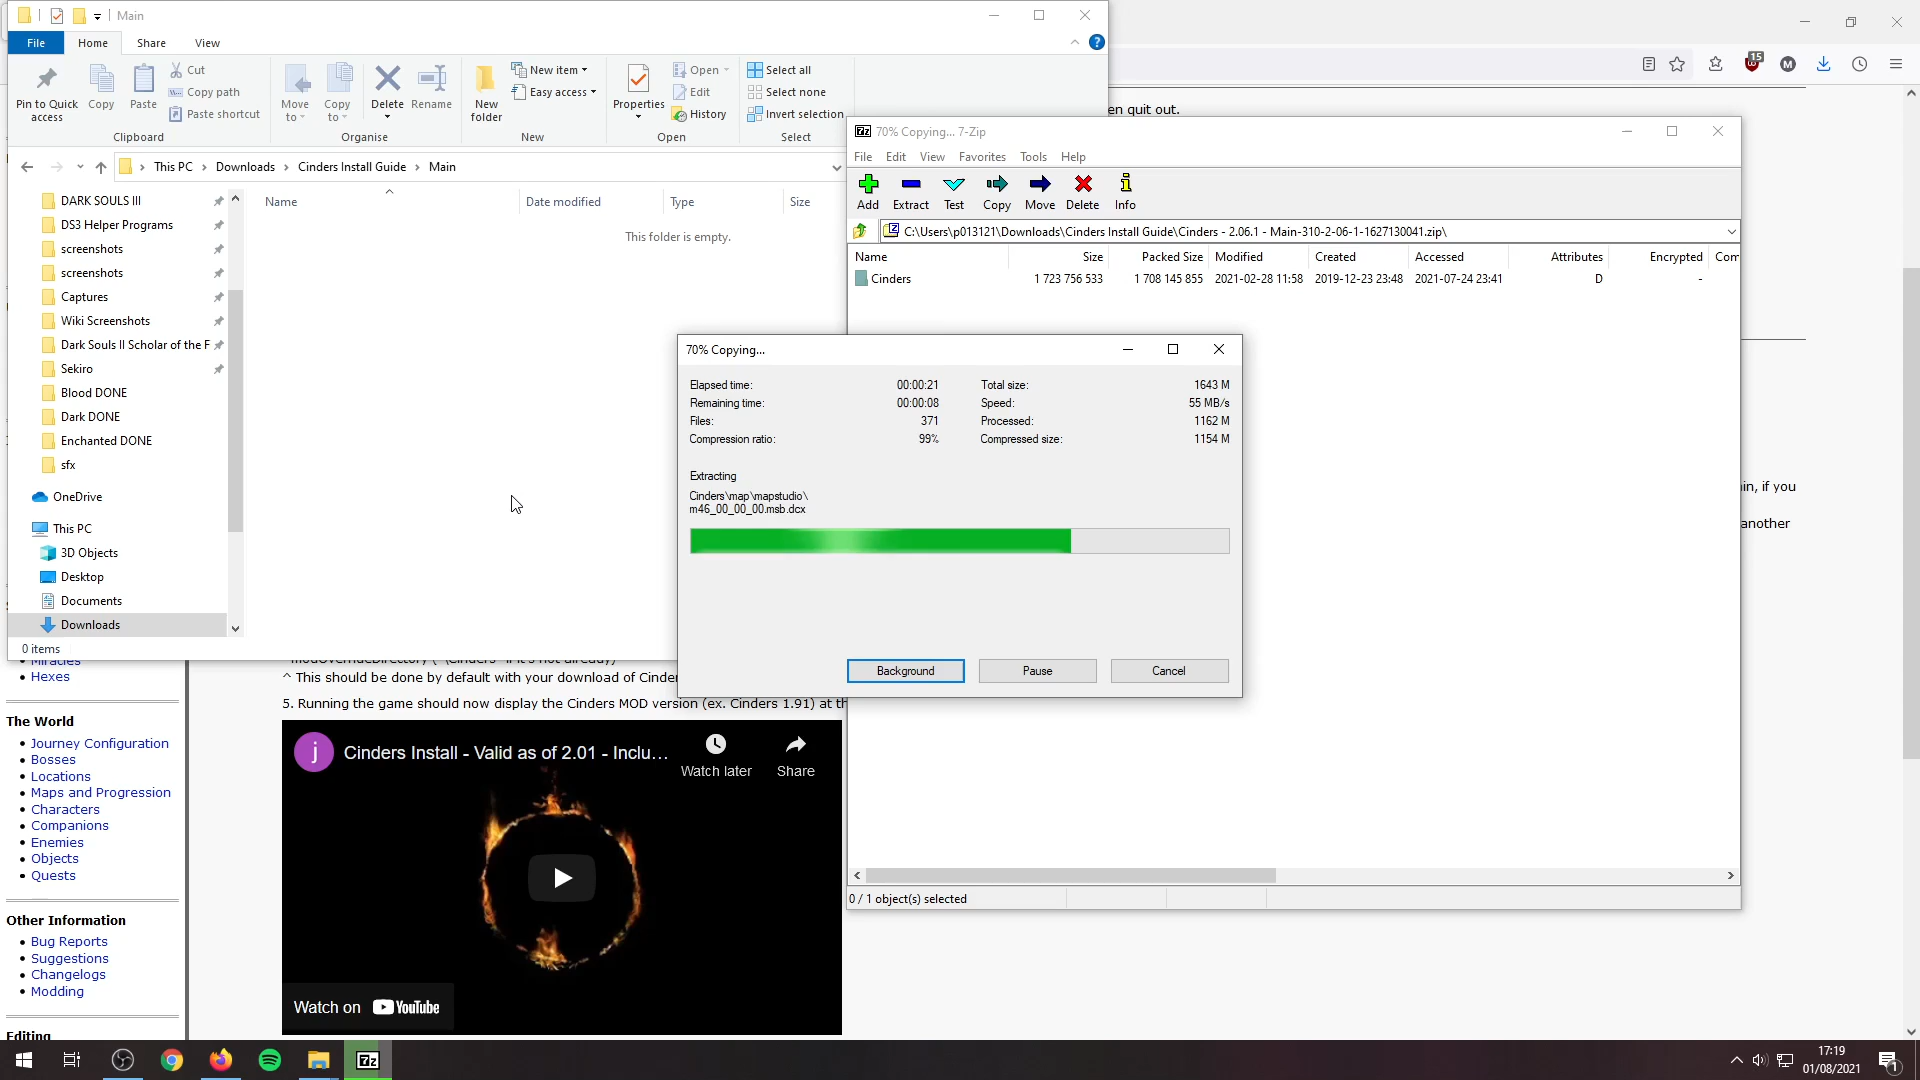 Main
File
Home
Share
View
Pin to Quick access
Copy
Paste
Cut
Copy path
Paste shortcut
Clipboard
Move to
Copy to
Delete
Rename
Organise
New folder
New item
Easy access
New
Properties
Open
Edit
History
Open
Select all
Select none
Invert selection
Select
This PC > Downloads > Cinders Install Guide > Main
DARK SOULS III
DS3 Helper Programs
screenshots
screenshots
Captures
Wiki Screenshots
Dark Souls II Scholar of the F
Sekiro
Blood DONE
Dark DONE
Enchanted DONE
sfx
OneDrive
This PC
3D Objects
Desktop
Documents
Downloads
Name
Date modified
Type
Size
This folder is empty.
0 items
15
M
en quit out.
70% Copying... 7-Zip
File Edit View Favorites Tools Help
Add Extract Test Copy Move Delete Info
C:\Users\p013121\Downloads\Cinders Install Guide\Cinders - 2.06.1 - Main-310-2-06-1-1627130041.zip\
Name Size Packed Size Modified Created Accessed Attributes Encrypted Com
Cinders 1 723 756 533 1 708 145 855 2021-02-28 11:58 2019-12-23 23:48 2021-07-24 23:41 D -
70% Copying...
Elapsed time: 00:00:21 Total size: 1643 M
Remaining time: 00:00:08 Speed: 55 MB/s
Files: 371 Processed: 1162 M
Compression ratio: 99% Compressed size: 1154 M
Extracting
Cinders\map\mapstudio\
m46_00_00_00.msb.dcx
Background
Pause
Cancel
in, if you
another
0 / 1 object(s) selected
Miracles
Hexes
The World
Journey Configuration
Bosses
Locations
Maps and Progression
Characters
Companions
Enemies
Objects
Quests
Other Information
Bug Reports
Suggestions
Changelogs
Modding
Editing
modOverrideDirectory ("\Cinders" if it's not already)
^ This should be done by default with your download of Cinder
5. Running the game should now display the Cinders MOD version (ex. Cinders 1.91) at th
j
Cinders Install - Valid as of 2.01 - Inclu...
Watch later
Share
Watch on YouTube
7z
17:19
01/08/2021
1